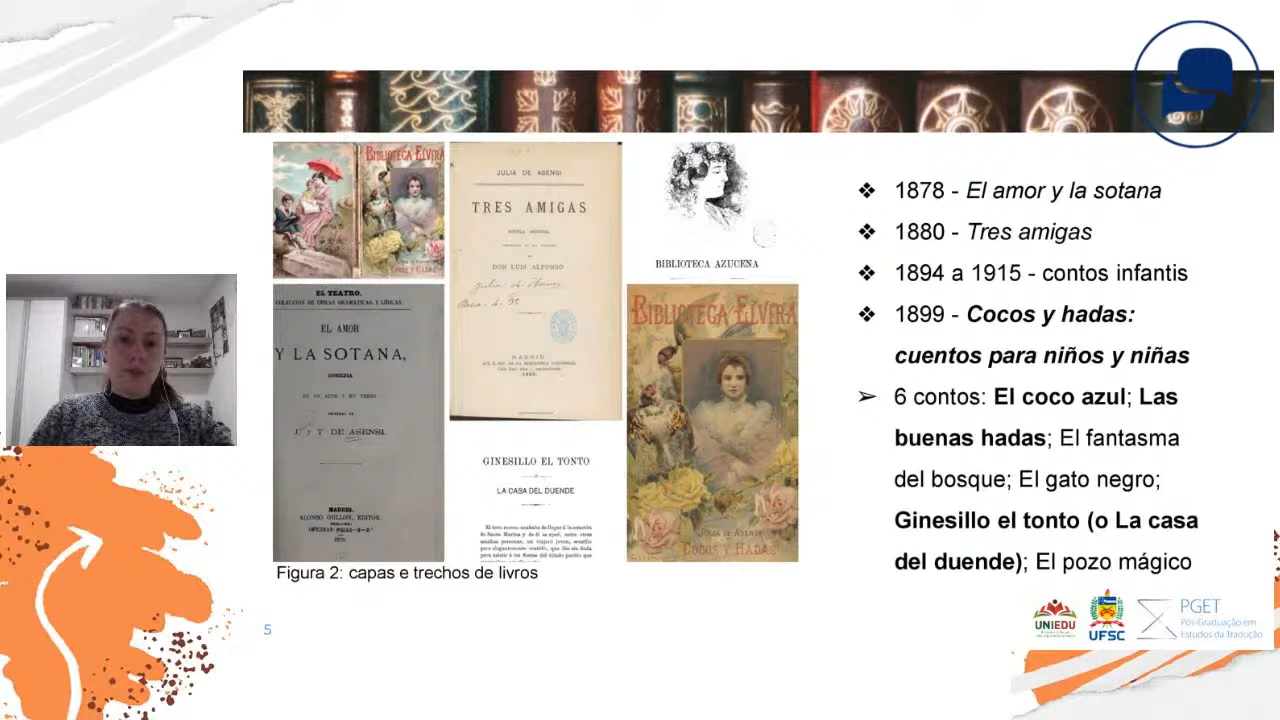 BIBLIOTECA ELVIRA
COCOS Y HADAS
JULIA DE ASENSI
TRES AMIGAS
NOVELA ORIGINAL
DON LUIS ALFONSO
MADRID
BIBLIOTECA AZUCENA
EL TEATRO.
COLECCION DE OBRAS DRAMATICAS Y LÍRICAS.
EL AMOR
Y LA SOTANA,
COMEDIA
EN UN ACTO Y EN VERSO
J. y T. DE ASENSI.
MADRID.
ALONSO GULLON, EDITOR.
GINESILLO EL TONTO
LA CASA DEL DUENDE
BIBLIOTECA ELVIRA
JULIA DE ASENSI
COCOS Y HADAS
Figura 2: capas e trechos de livros
❖ 1878 - El amor y la sotana
❖ 1880 - Tres amigas
❖ 1894 a 1915 - contos infantis
❖ 1899 - Cocos y hadas:
cuentos para niños y niñas
➢ 6 contos: El coco azul; Las
buenas hadas; El fantasma
del bosque; El gato negro;
Ginesillo el tonto (o La casa
del duende); El pozo mágico
5
UNIEDU
UFSC
PGET
Pós-Graduação em
Estudos da Tradução